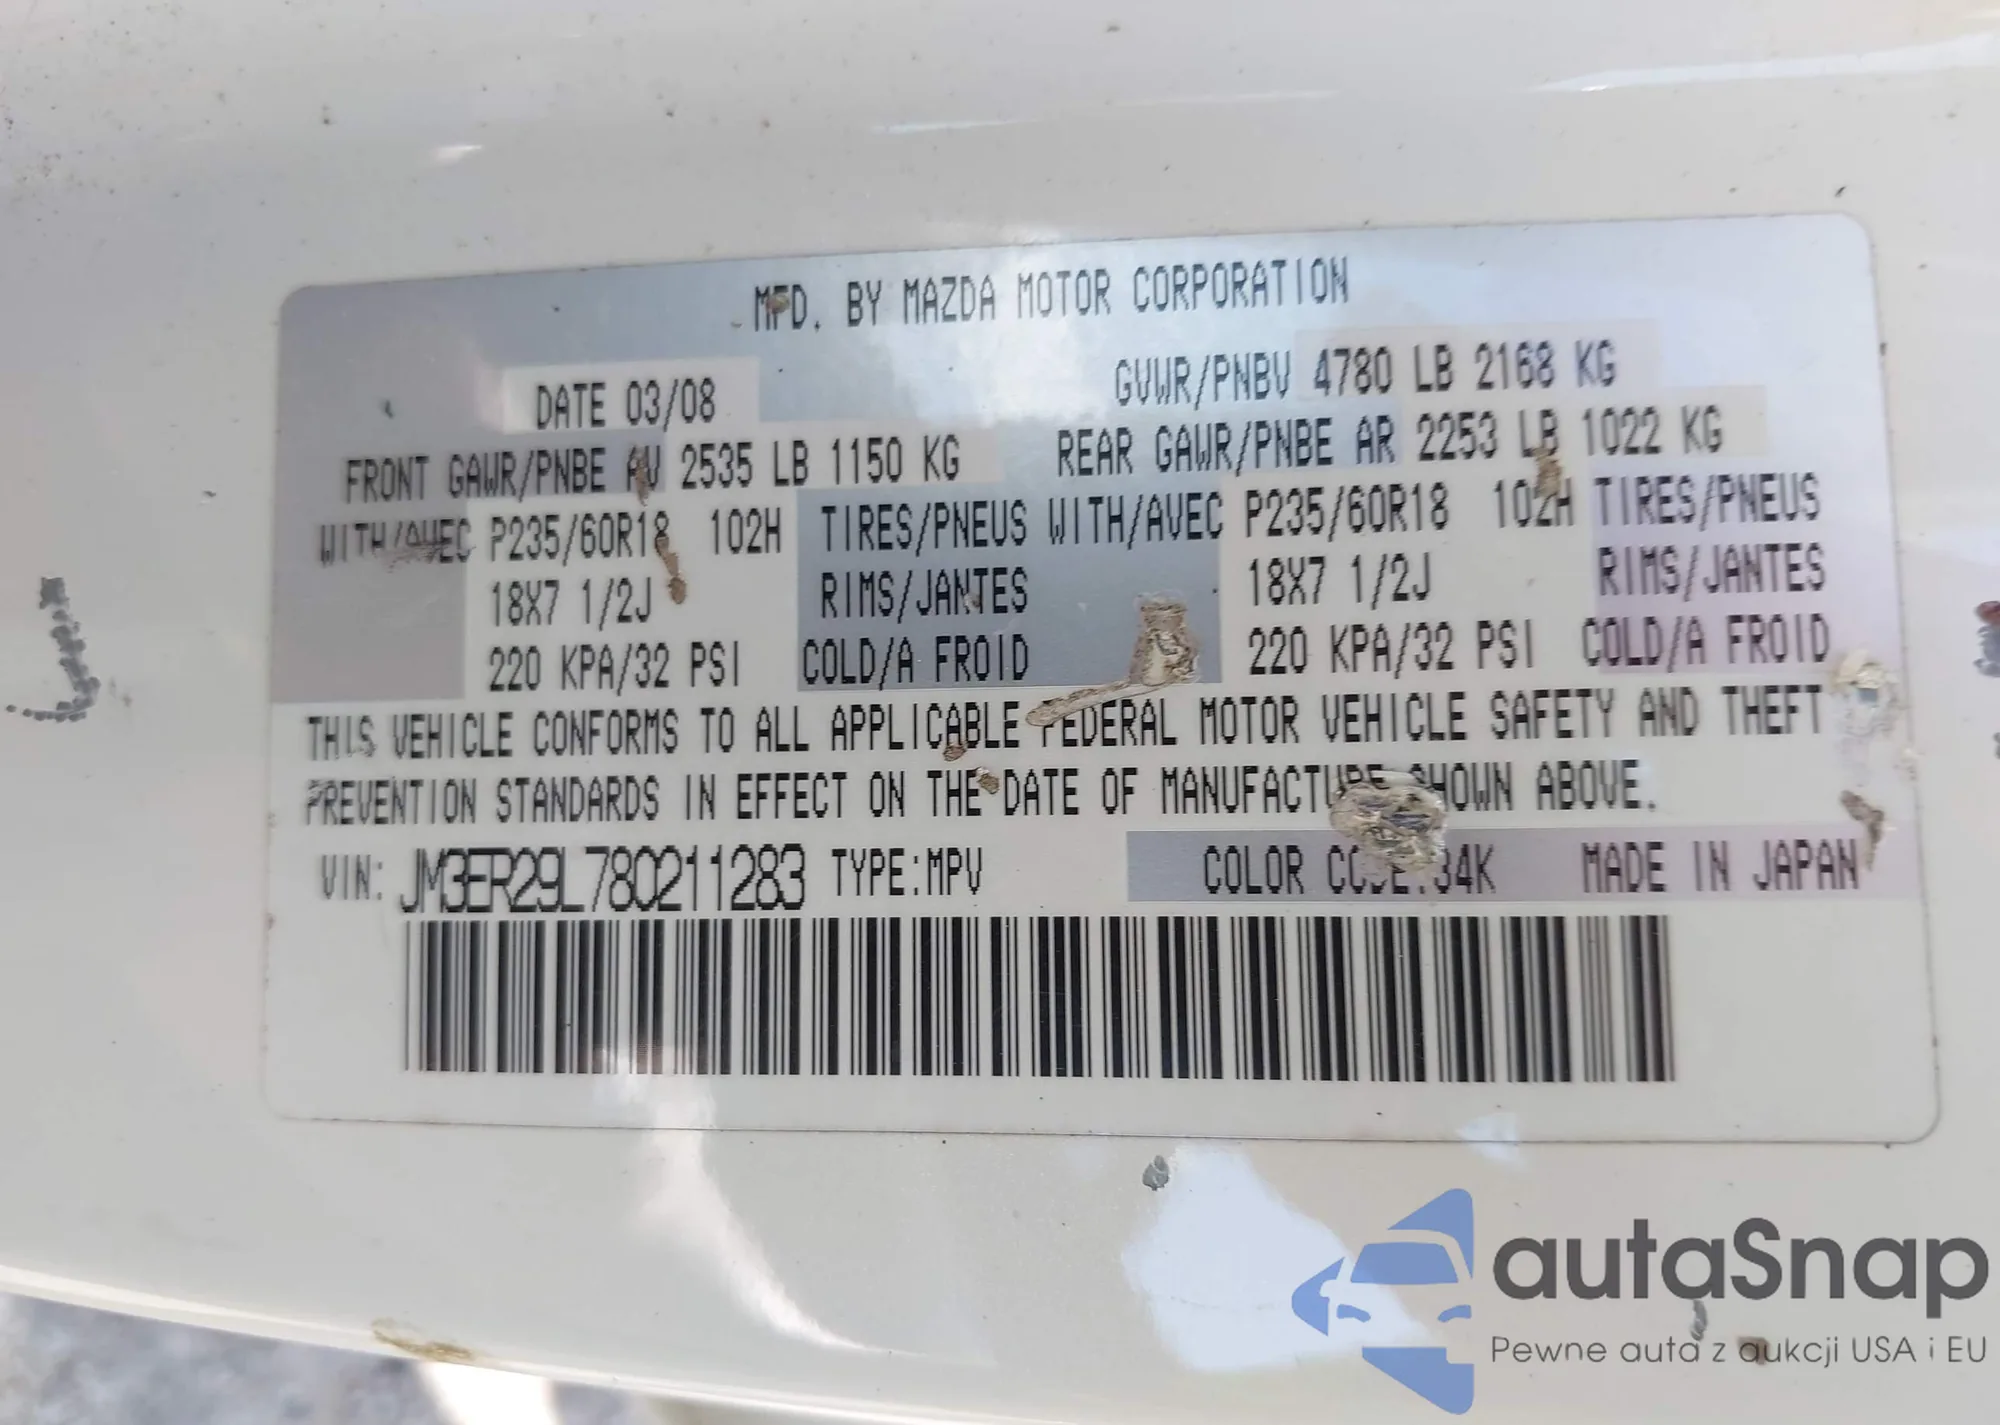 MFD. BY MAZDA MOTOR CORPORATION
DATE 03/08 GVWR/PNBV 4780 LB 2168 KG
FRONT GAWR/PNBE AV 2535 LB 1150 KG REAR GAWR/PNBE AR 2253 LB 1022 KG
WITH/AVEC P235/60R18 102H TIRES/PNEUS WITH/AVEC P235/60R18 102H TIRES/PNEUS
18X7 1/2J RIMS/JANTES 18X7 1/2J RIMS/JANTES
220 KPA/32 PSI COLD/A FROID 220 KPA/32 PSI COLD/A FROID
THIS VEHICLE CONFORMS TO ALL APPLICABLE FEDERAL MOTOR VEHICLE SAFETY AND THEFT
PREVENTION STANDARDS IN EFFECT ON THE DATE OF MANUFACTURE SHOWN ABOVE.
VIN: JM3ER29L780211283 TYPE:MPV COLOR CODE:34K MADE IN JAPAN
autaSnap
Pewne auta z aukcji USA i EU